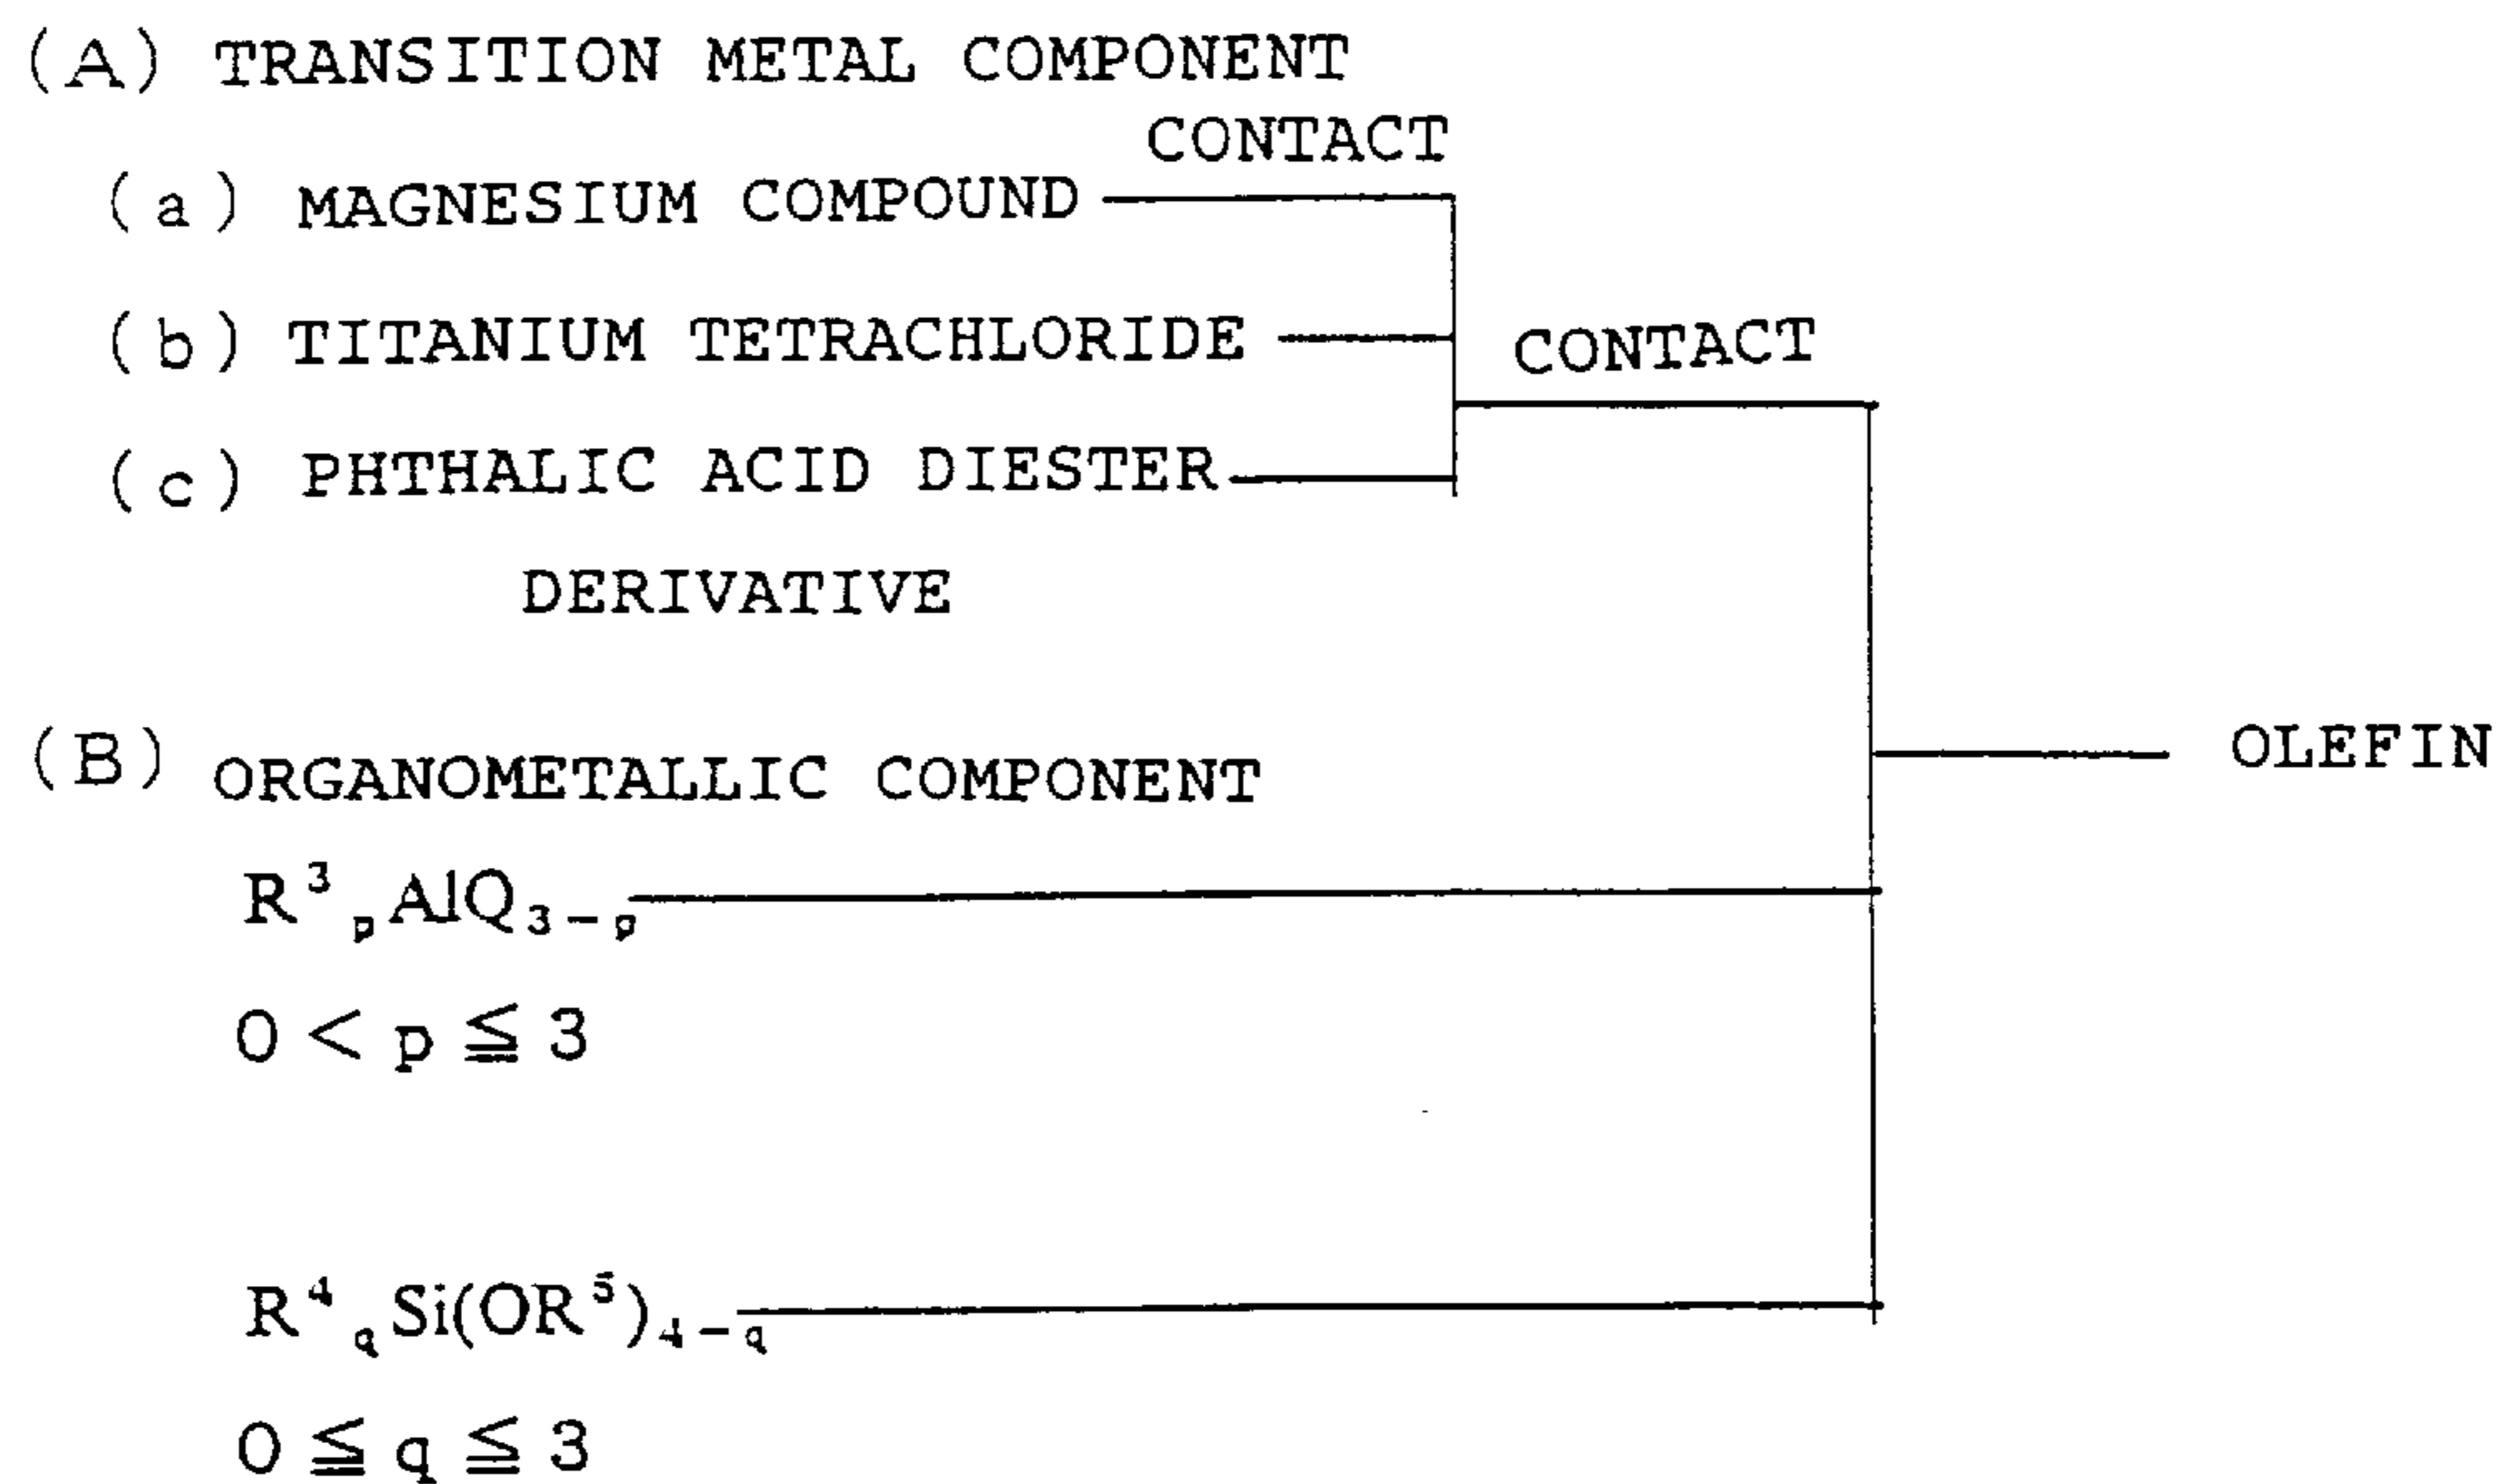 (A) TRANSITION METAL COMPONENT
CONTACT
(a) MAGNESIUM COMPOUND
(b) TITANIUM TETRACHLORIDE
CONTACT
(c) PHTHALIC ACID DIESTER
DERIVATIVE
(B) ORGANOMETALLIC COMPONENT
OLEFIN
R³ₚAlQ₃₋ₚ
0 < p ≦ 3
R⁴qSi(OR⁵)₄₋q
0 ≦ q ≦ 3